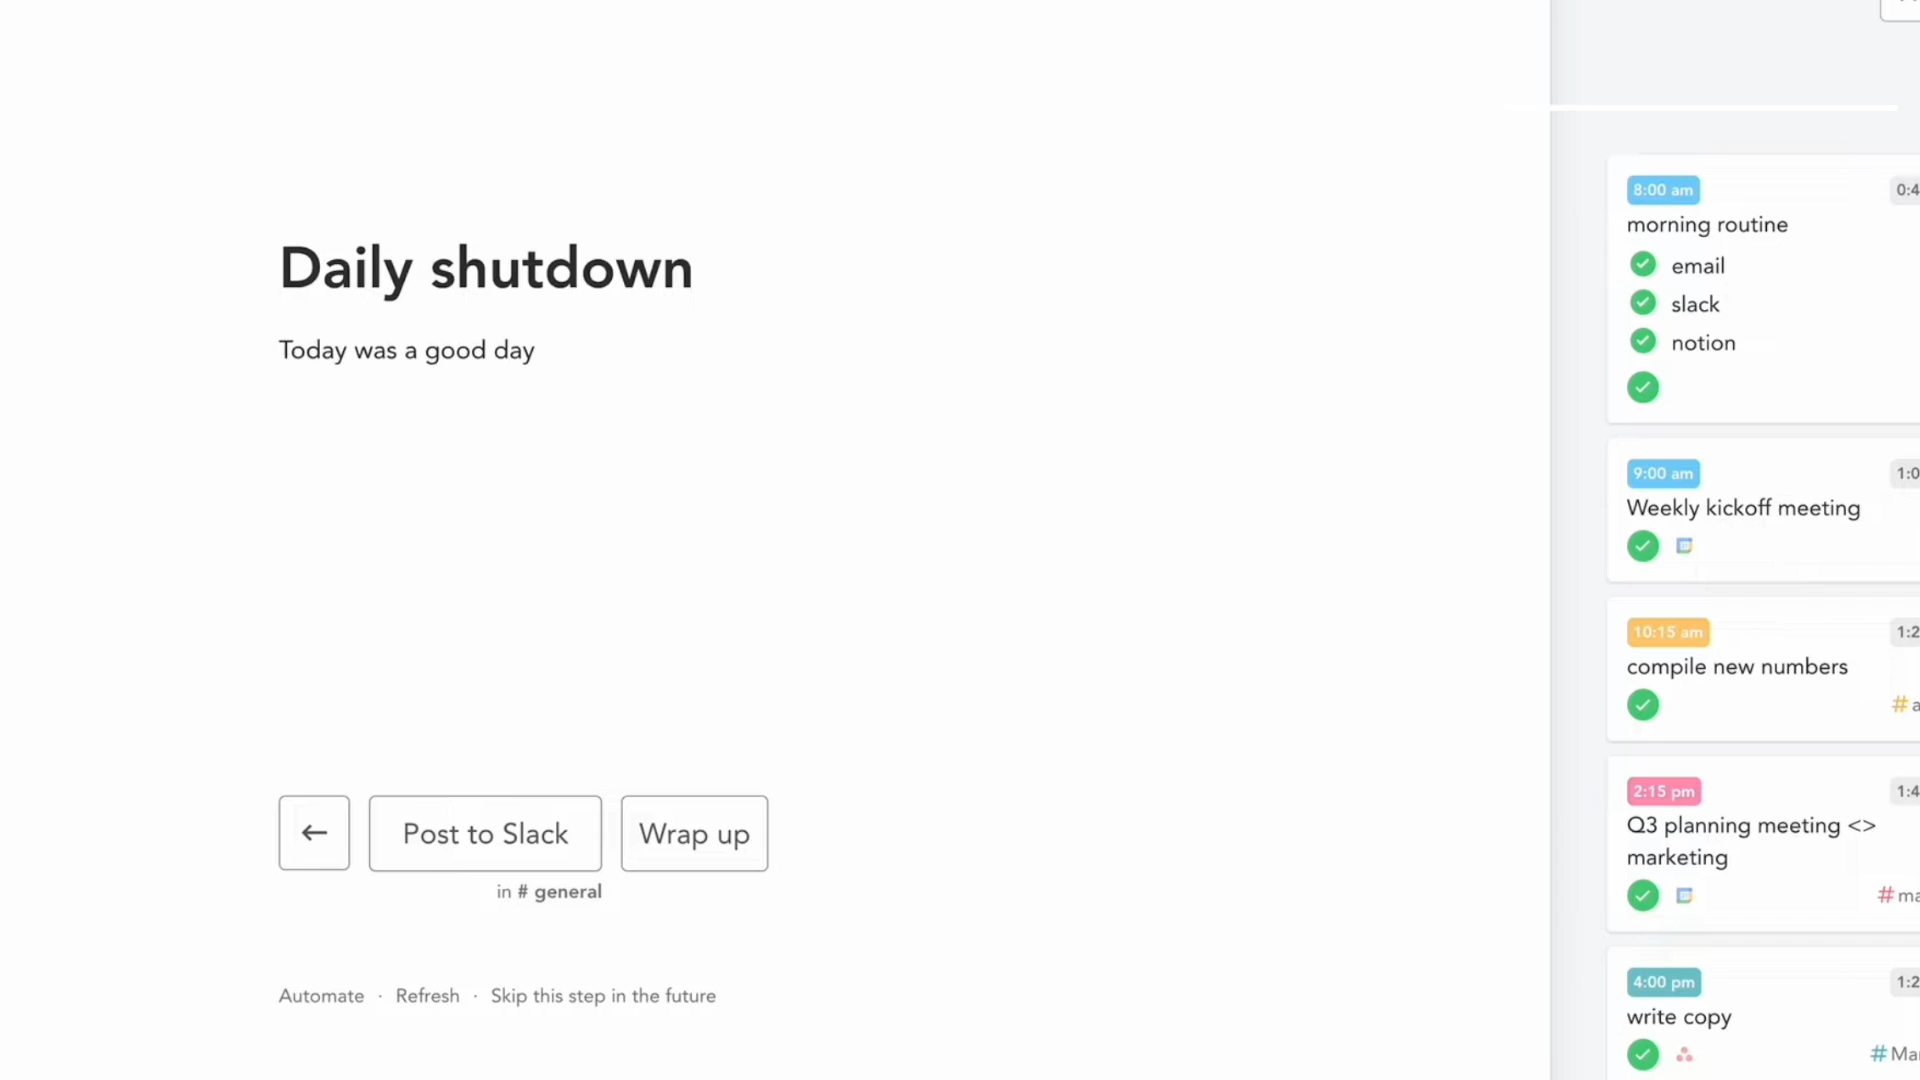 Daily shutdown
Today was a good day
Post to Slack
Wrap up
in # general
Automate · Refresh · Skip this step in the future
8:00 am
morning routine
email
slack
notion
9:00 am
Weekly kickoff meeting
10:15 am
compile new numbers
#
2:15 pm
Q3 planning meeting <>
marketing
#
4:00 pm
write copy
#